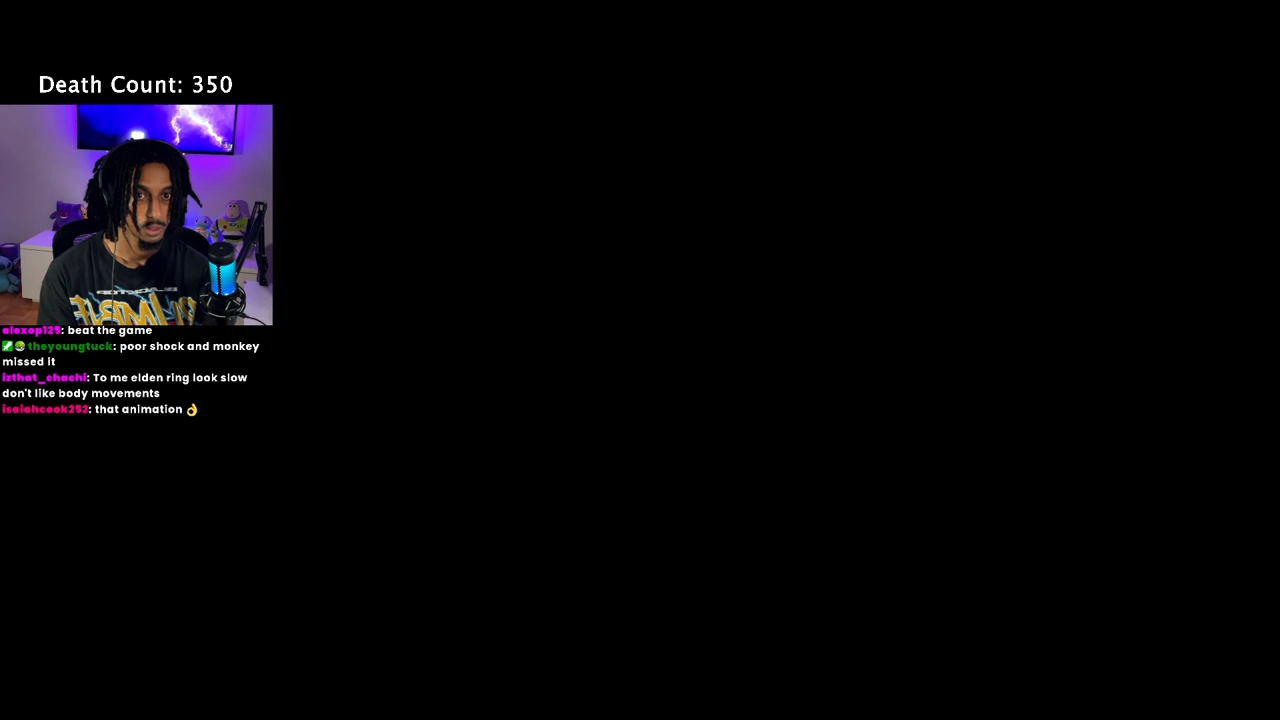 Death Count: 350
alexop125: beat the game
theyoungtuck: poor shock and monkey
missed it
izthat_chachi: To me elden ring look slow
don't like body movements
isaiahcook252: that animation 👌